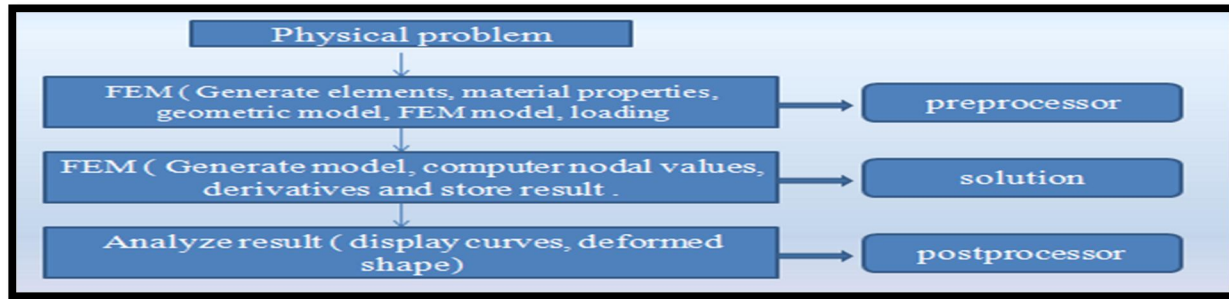 Physical problem
FEM ( Generate elements, material properties,
geometric model, FEM model, loading
preprocessor
FEM ( Generate model, computer nodal values,
derivatives and store result .
solution
Analyze result ( display curves, deformed
shape)
postprocessor